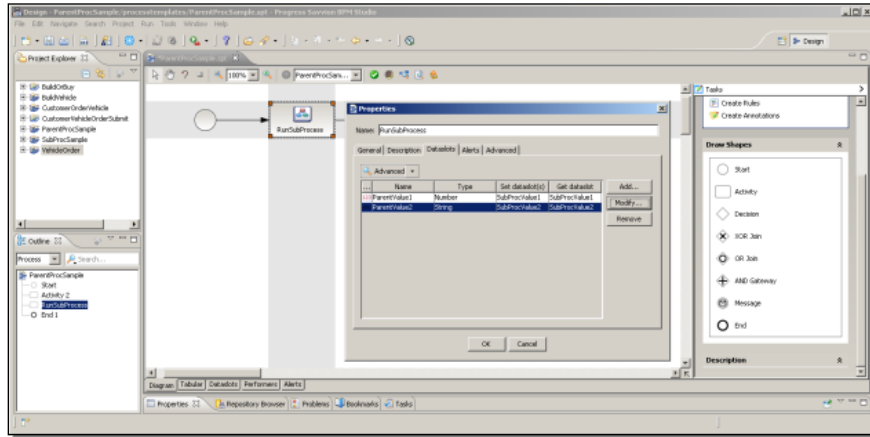 Design - ParentProcSample/processtemplates/ParentProcSample.spt - Progress Savvion BPM Studio
File Edit Navigate Search Project Run Tools Window Help
Design
Project Explorer
BuildOrBuy
BuildVehicle
CustomerOrderVehicle
CustomerVehicleOrderSubmit
ParentProcSample
SubProcSample
VehicleOrder
*ParentProcSample.spt
100% ParentProcSam...
RunSubProcess
Properties
Name: RunSubProcess
General Description Dataslots Alerts Advanced
Advanced
... Name Type Set dataslot(s) Get dataslot
ParentValue1 Number SubProcValue1 SubProcValue1
ParentValue2 String SubProcValue2 SubProcValue2
Add...
Modify...
Remove
OK Cancel
Tasks
Create Rules
Create Annotations
Draw Shapes
Start
Activity
Decision
XOR Join
OR Join
AND Gateway
Message
End
Description
Outline
Process Search...
ParentProcSample
Start
Activity 2
RunSubProcess
End 1
Diagram Tabular Dataslots Performers Alerts
Properties Repository Browser Problems Bookmarks Tasks